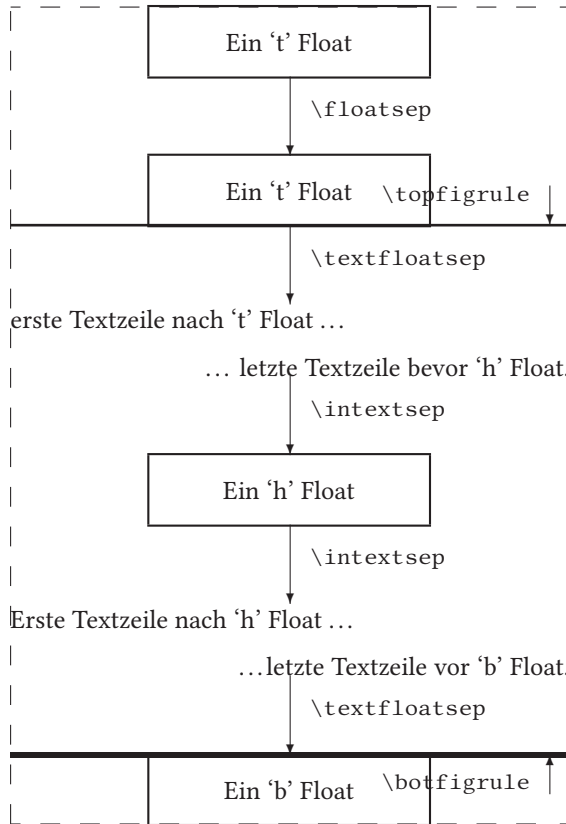 Ein ‘t’ Float
\floatsep
Ein ‘t’ Float \topfigrule
\textfloatsep
erste Textzeile nach ‘t’ Float …
… letzte Textzeile bevor ‘h’ Float.
\intextsep
Ein ‘h’ Float
\intextsep
Erste Textzeile nach ‘h’ Float …
…letzte Textzeile vor ‘b’ Float.
\textfloatsep
Ein ‘b’ Float \botfigrule